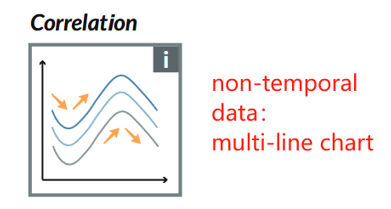 Correlation
i
non-temporal
data:
multi-line chart